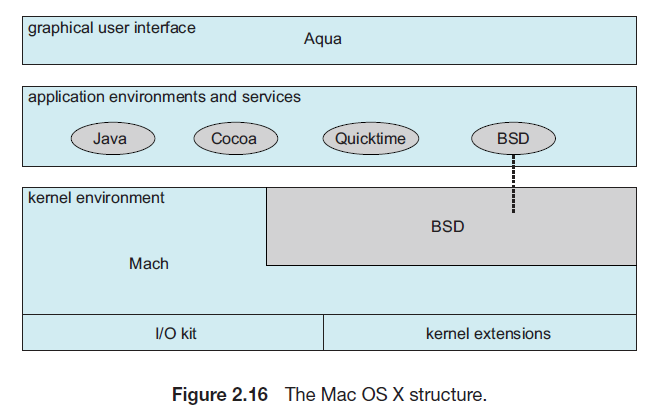 graphical user interface
Aqua
application environments and services
Java
Cocoa
Quicktime
BSD
kernel environment
BSD
Mach
I/O kit
kernel extensions
Figure 2.16 The Mac OS X structure.